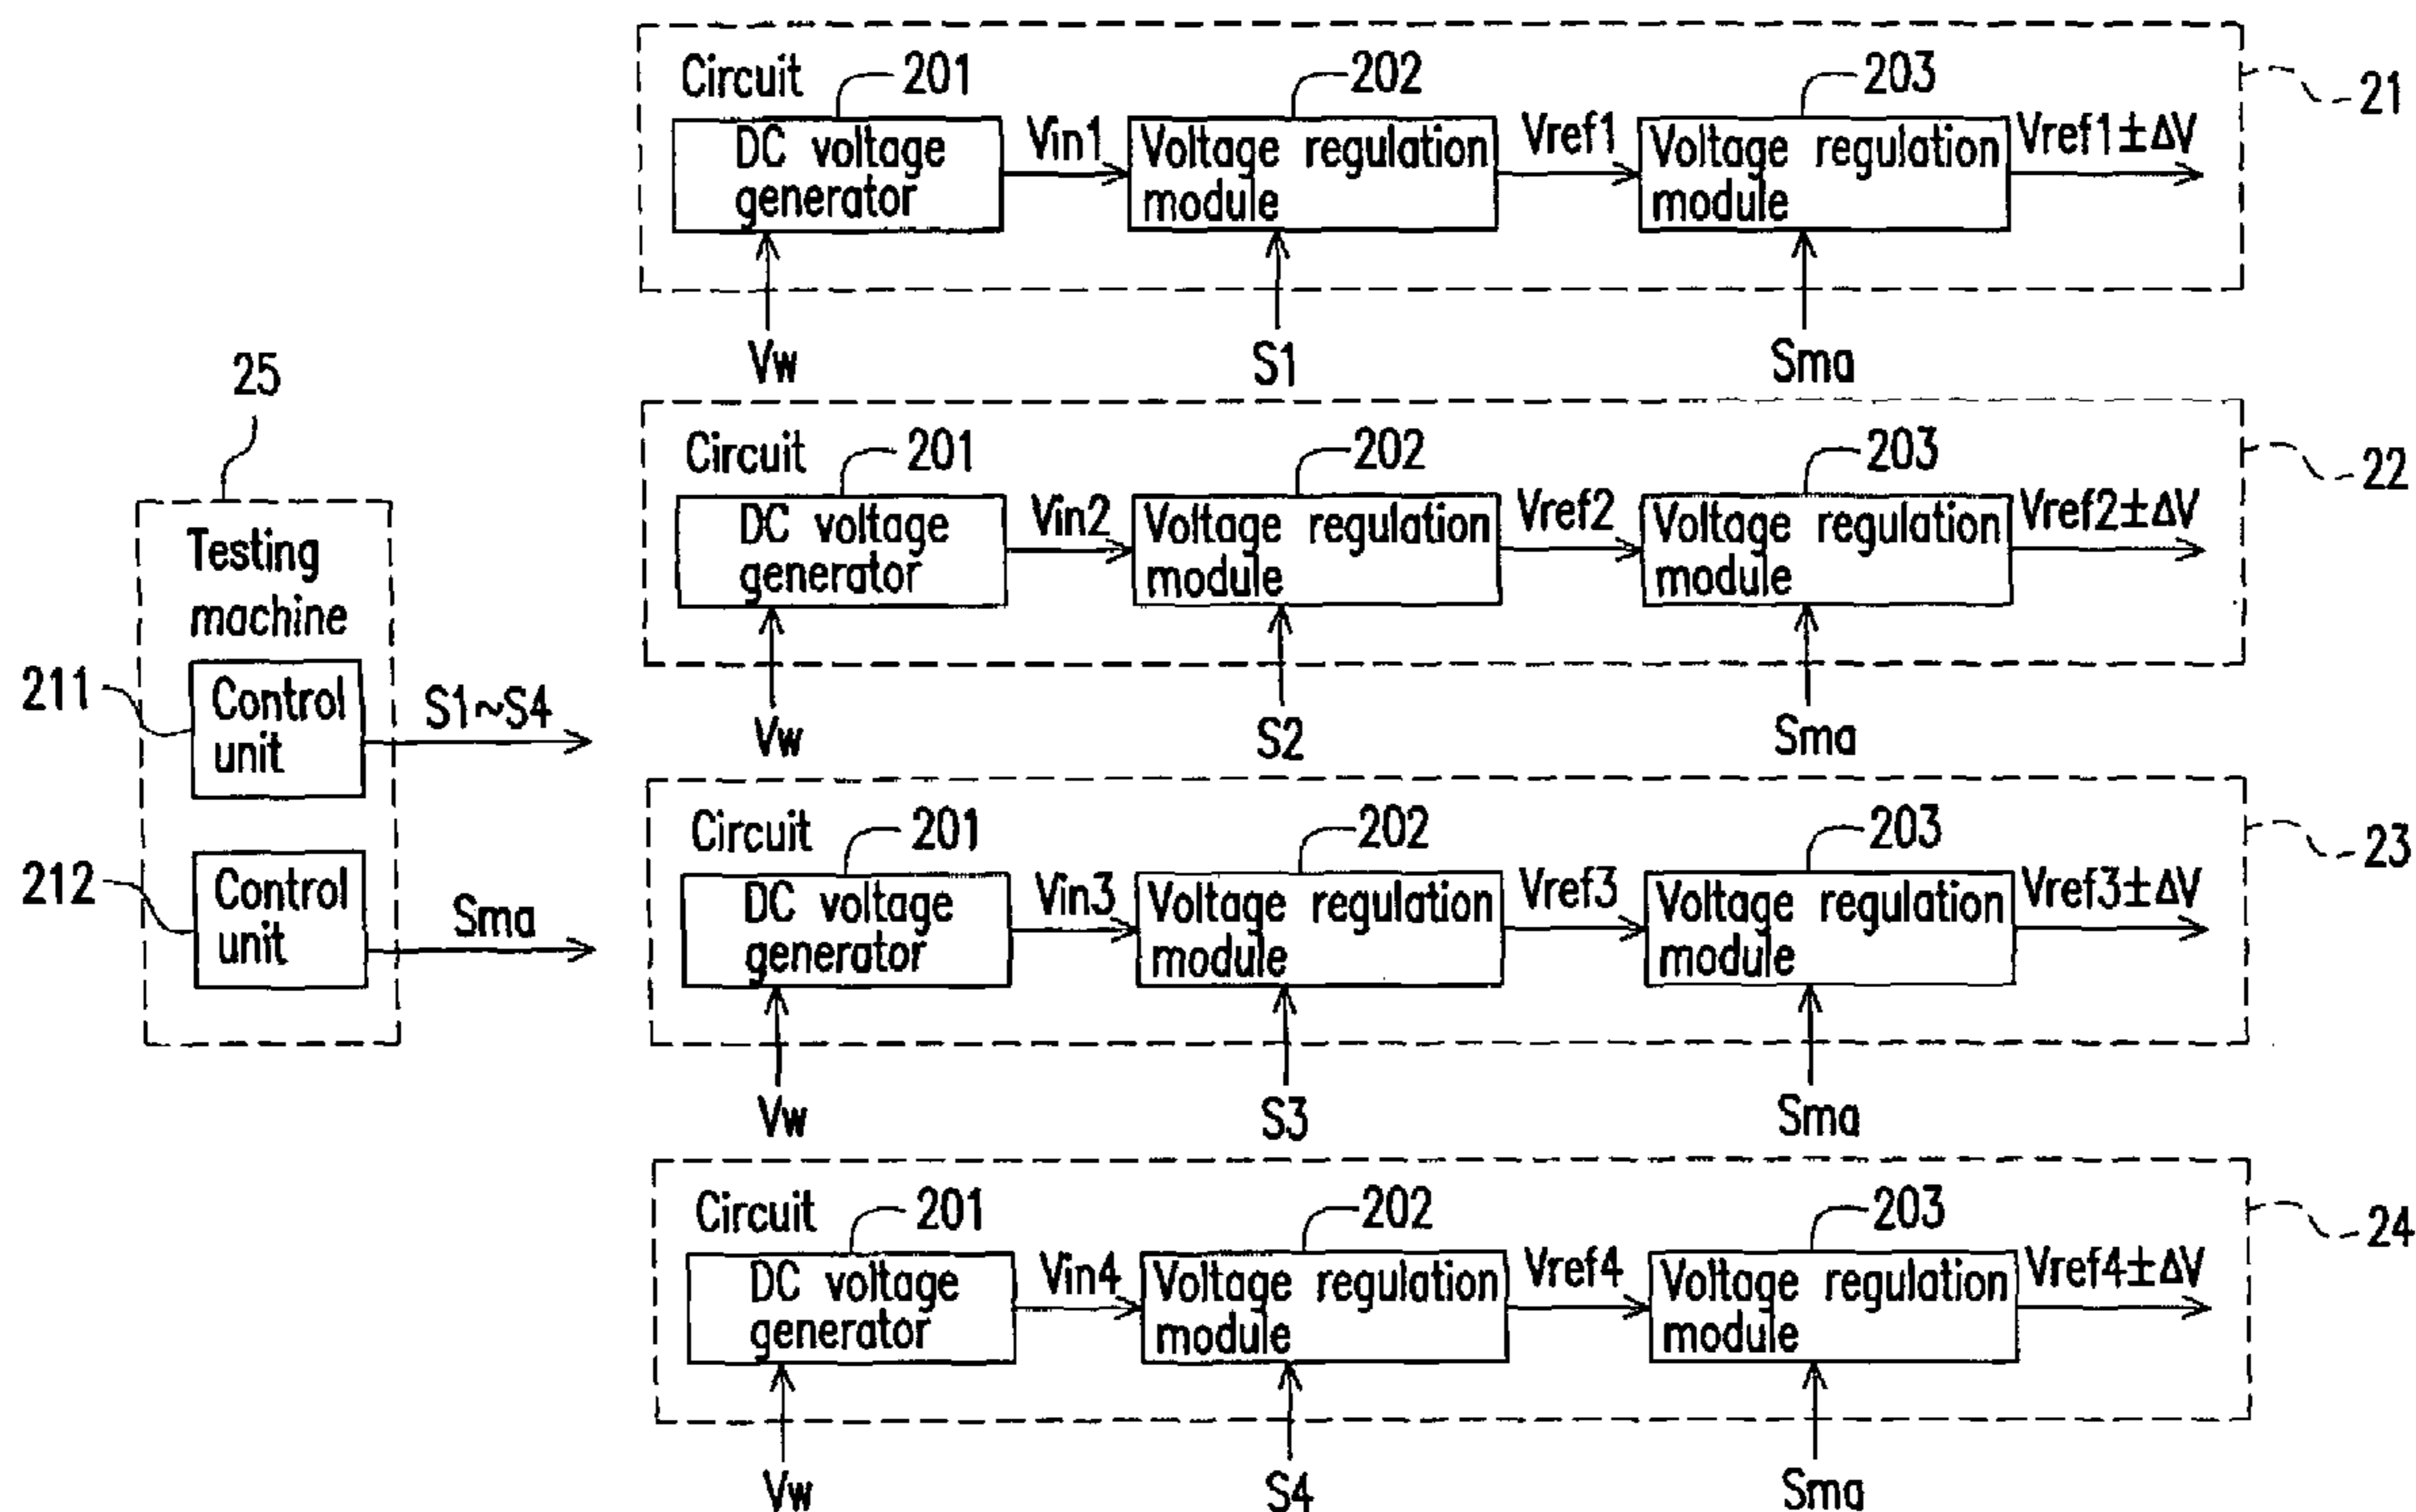 Circuit
201
202
203
21
DC voltage
generator
Vin1
Voltage regulation
module
Vref1
Voltage regulation
module
Vref1±ΔV
Vw
S1
Sma
25
Testing
machine
211
Control
unit
S1~S4
212
Control
unit
Sma
Circuit
201
202
203
22
DC voltage
generator
Vin2
Voltage regulation
module
Vref2
Voltage regulation
module
Vref2±ΔV
Vw
S2
Sma
Circuit
201
202
203
23
DC voltage
generator
Vin3
Voltage regulation
module
Vref3
Voltage regulation
module
Vref3±ΔV
Vw
S3
Sma
Circuit
201
202
203
24
DC voltage
generator
Vin4
Voltage regulation
module
Vref4
Voltage regulation
module
Vref4±ΔV
Vw
S4
Sma